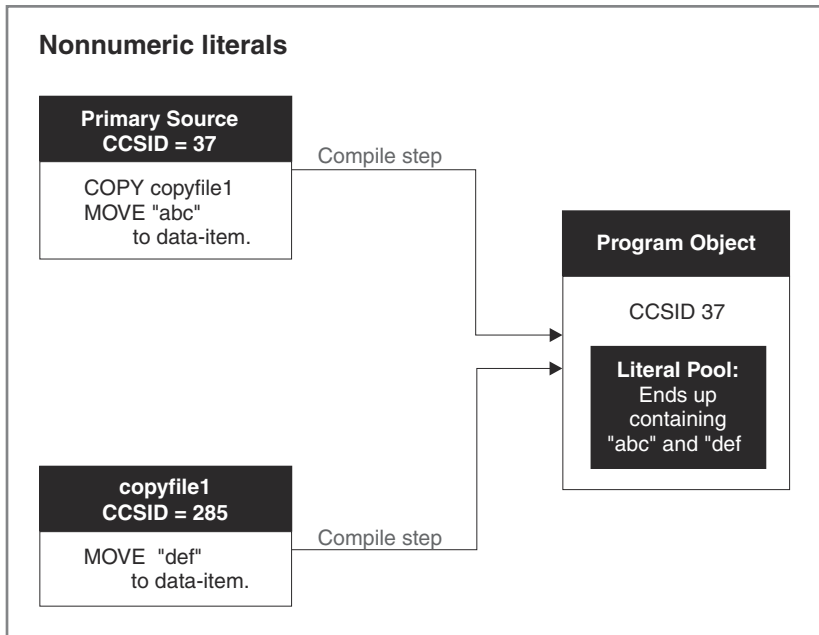 Nonnumeric literals
Primary Source
CCSID = 37
COPY copyfile1
MOVE "abc"
to data-item.
Compile step
Program Object
CCSID 37
Literal Pool:
Ends up
containing
"abc" and "def
copyfile1
CCSID = 285
MOVE "def"
to data-item.
Compile step